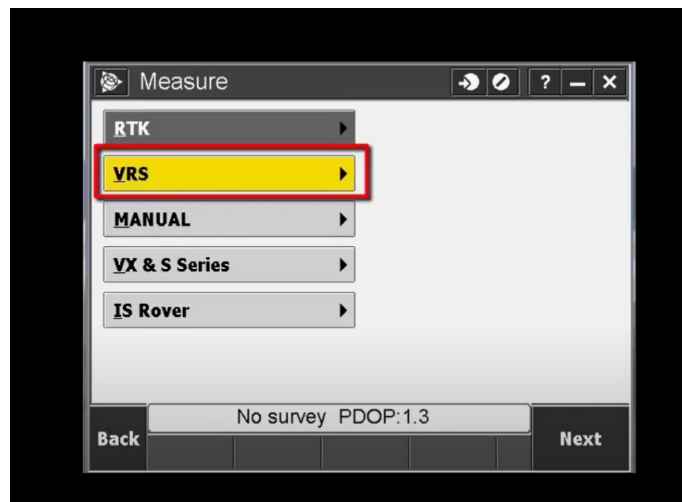 Measure
? – ×
RTK
VRS
MANUAL
VX & S Series
IS Rover
No survey PDOP:1.3
Back
Next